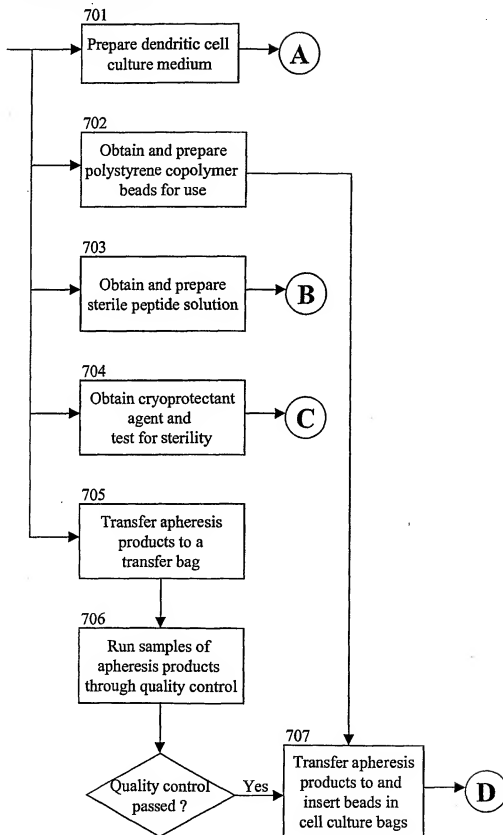 701
Prepare dendritic cell
culture medium
A
702
Obtain and prepare
polystyrene copolymer
beads for use
703
Obtain and prepare
sterile peptide solution
B
704
Obtain cryoprotectant
agent and
test for sterility
C
705
Transfer apheresis
products to a
transfer bag
706
Run samples of
apheresis products
through quality control
Quality control
passed ?
Yes
707
Transfer apheresis
products to and
insert beads in
cell culture bags
D